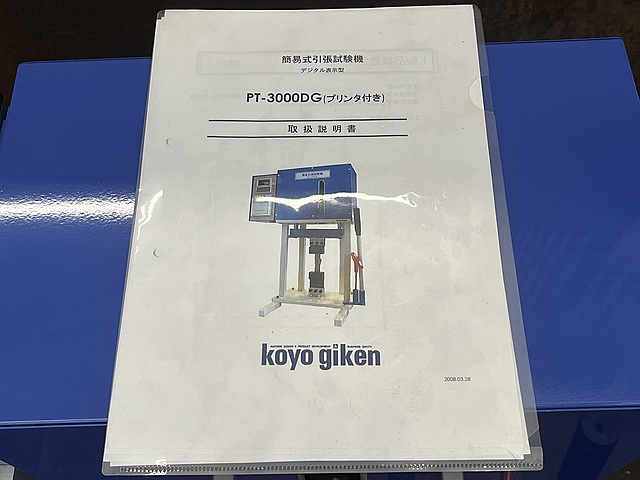 簡易式引張試験機
デジタル表示型
PT-3000DG(プリンタ付き)
取扱説明書
koyo giken
2008.03.28